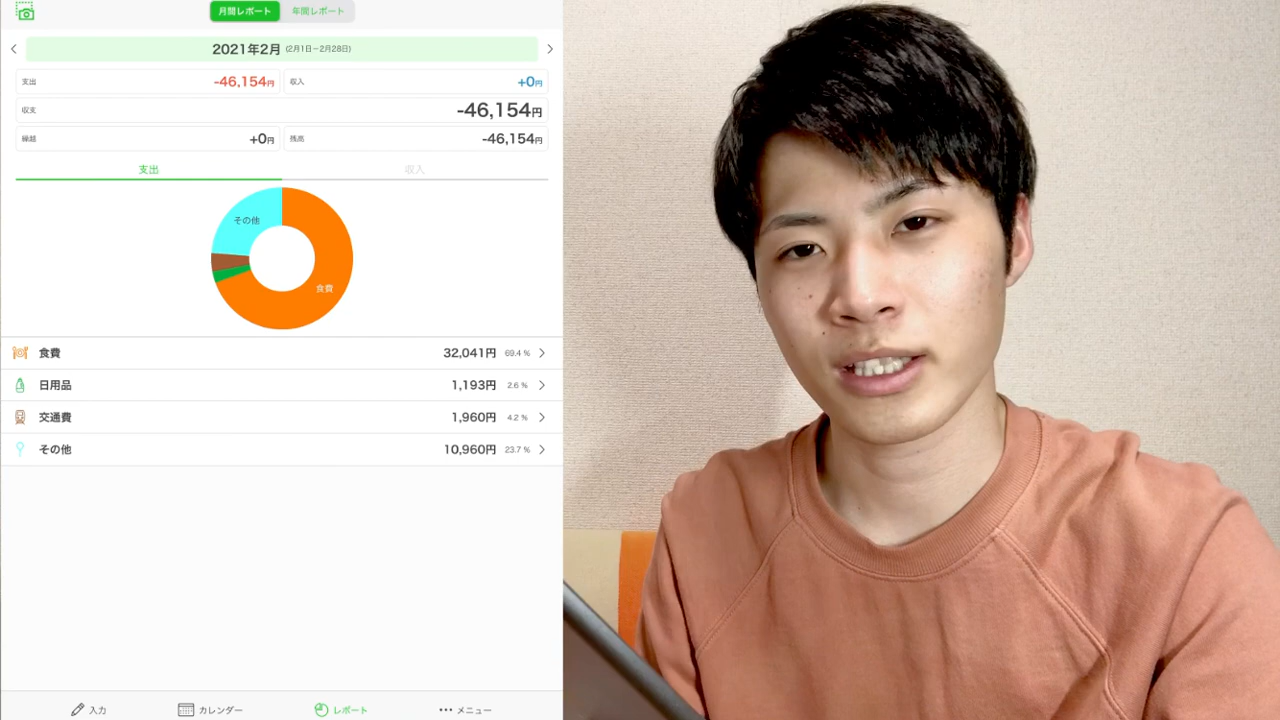 月間レポート 年間レポート
2021年2月 (2月1日~2月28日)
支出 -46,154円 収入 +0円
収支 -46,154円
繰越 +0円 残高 -46,154円
支出 収入
その他
食費
食費 32,041円 69.4 %
日用品 1,193円 2.6 %
交通費 1,960円 4.2 %
その他 10,960円 23.7 %
入力 カレンダー レポート メニュー